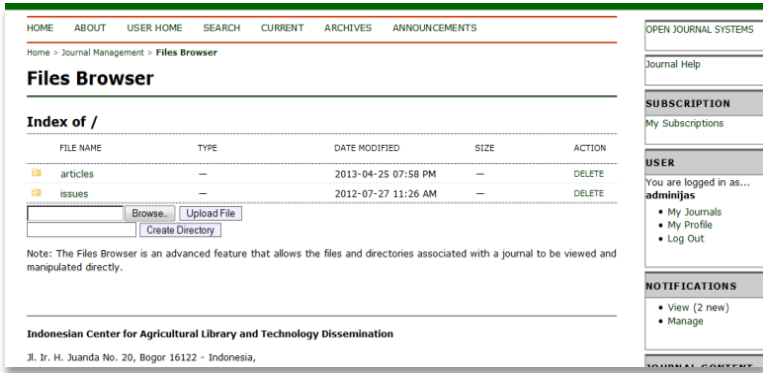 HOME ABOUT USER HOME SEARCH CURRENT ARCHIVES ANNOUNCEMENTS
Home > Journal Management > Files Browser
Files Browser
Index of /
FILE NAME TYPE DATE MODIFIED SIZE ACTION
articles — 2013-04-25 07:58 PM — DELETE
issues — 2012-07-27 11:26 AM — DELETE
Browse.. Upload File
Create Directory
Note: The Files Browser is an advanced feature that allows the files and directories associated with a journal to be viewed and
manipulated directly.
Indonesian Center for Agricultural Library and Technology Dissemination
Jl. Ir. H. Juanda No. 20, Bogor 16122 - Indonesia,
OPEN JOURNAL SYSTEMS
Journal Help
SUBSCRIPTION
My Subscriptions
USER
You are logged in as...
adminijas
• My Journals
• My Profile
• Log Out
NOTIFICATIONS
• View (2 new)
• Manage
JOURNAL CONTENT